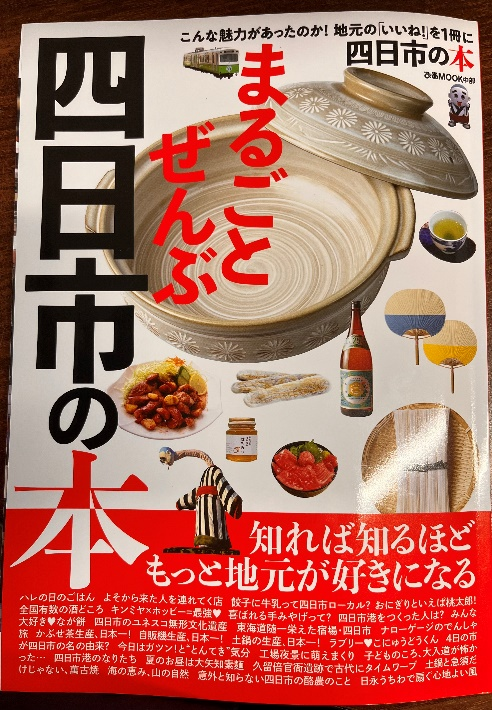 こんな魅力があったのか! 地元の「いいね!」を1冊に
四日市の本
ぴあMOOK中部
四日市の本
まるごと
ぜんぶ
知れば知るほど
もっと地元が好きになる
ハレの日のごはん よそから来た人を連れてく店 餃子に牛乳って四日市ローカル? おにぎりといえば桃太郎!
全国有数の酒どころ キンミヤ×ホッピー=最強♥ 喜ばれる手みやげって? 四日市港をつくった人は? みんな
大好き♥なが餅 四日市のユネスコ無形文化遺産 東海道随一栄えた宿場・四日市 ナローゲージのでんしゃ
旅 かぶせ茶生産、日本一! 自販機生産、日本一! 土鍋の生産、日本一! ラブリー♥こにゅうどうくん 4日の市
が四日市の名の由来? 今日はガツン!と“とんてき”気分 工場夜景に萌えまくり 子どものころ、大入道が怖か
った… 四日市港のなりたち 夏のお昼は大矢知素麺 久留倍官衙遺跡で古代にタイムワープ 土鍋と急須だ
けじゃない、萬古焼 海の恵み、山の自然 意外と知らない四日市の酪農のこと 日永うちわで扇ぐ心地よい風